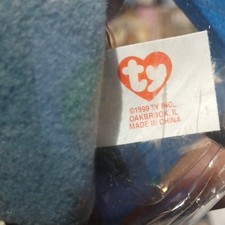 ty
©1999 TY INC.,
OAKBROOK, IL
MADE IN CHINA